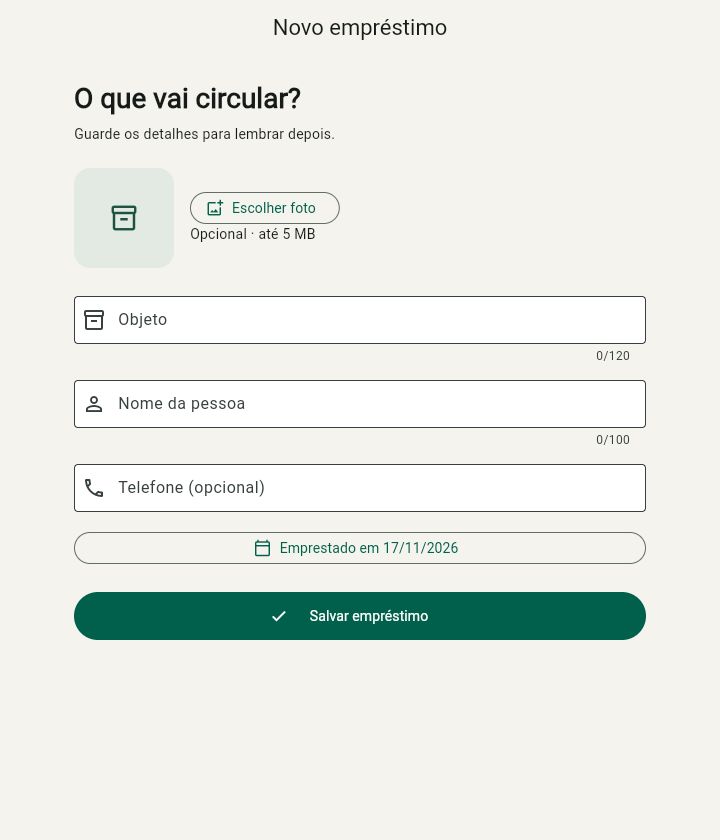 Novo empréstimo
O que vai circular?
Guarde os detalhes para lembrar depois.
Escolher foto
Opcional · até 5 MB
Objeto
0/120
Nome da pessoa
0/100
Telefone (opcional)
Emprestado em 17/11/2026
Salvar empréstimo